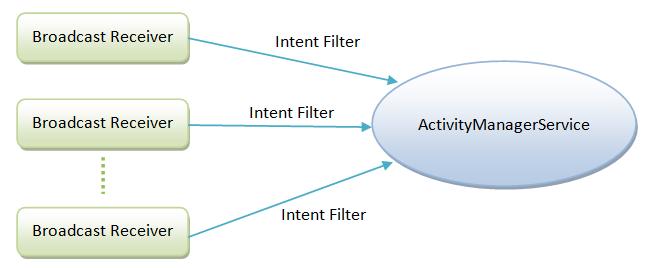 Broadcast Receiver
Intent Filter
Broadcast Receiver
Intent Filter
ActivityManagerService
Broadcast Receiver
Intent Filter